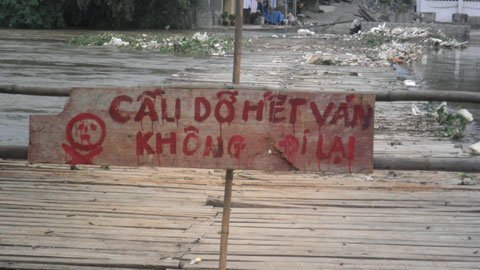 CẦU DỠ HẾT VÁN
KHÔNG ĐI LẠI